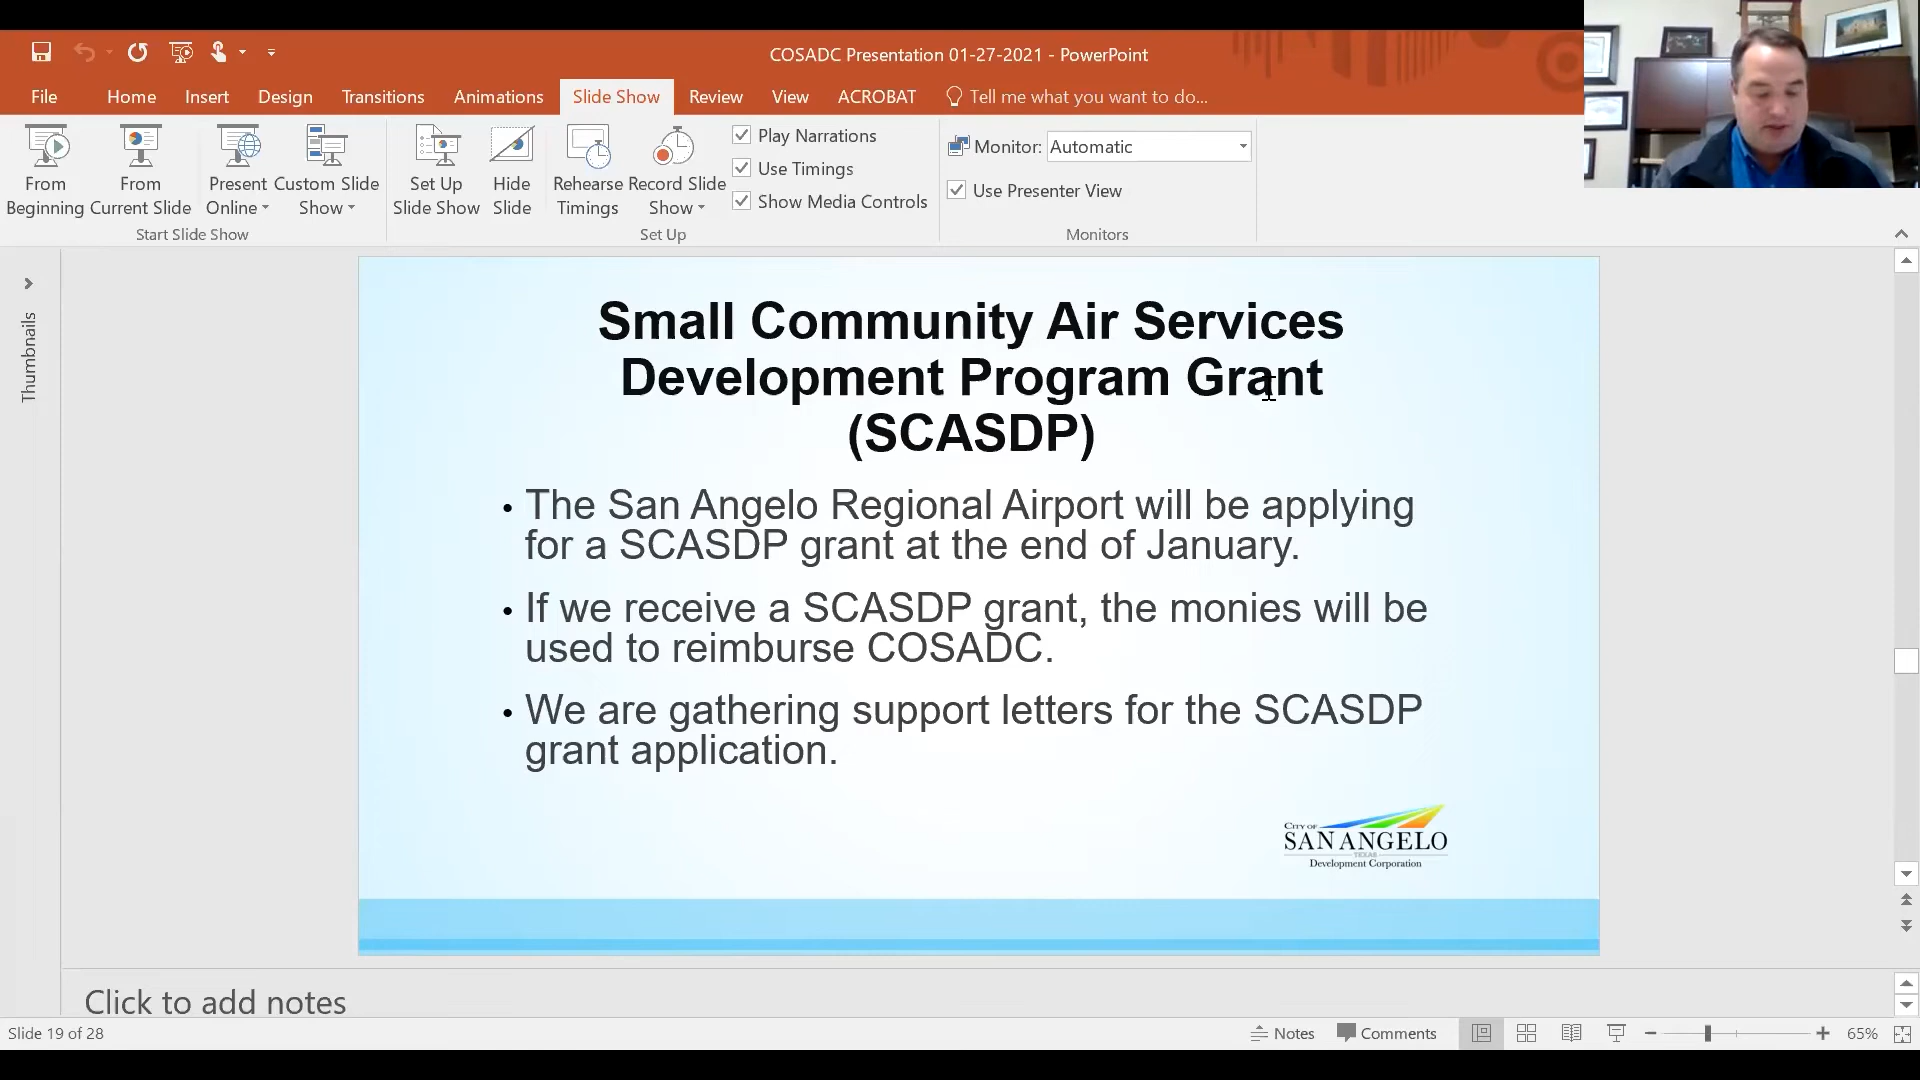 COSADC Presentation 01-27-2021 - PowerPoint
File Home Insert Design Transitions Animations Slide Show Review View ACROBAT Tell me what you want to do...
From Beginning
From Current Slide
Present Online
Custom Slide Show
Set Up Slide Show
Hide Slide
Rehearse Timings
Record Slide Show
Play Narrations
Use Timings
Show Media Controls
Monitor: Automatic
Use Presenter View
Start Slide Show
Set Up
Monitors
Thumbnails
Small Community Air Services
Development Program Grant
(SCASDP)
• The San Angelo Regional Airport will be applying
for a SCASDP grant at the end of January.
• If we receive a SCASDP grant, the monies will be
used to reimburse COSADC.
• We are gathering support letters for the SCASDP
grant application.
CITY OF
SAN ANGELO
TEXAS
Development Corporation
Click to add notes
Slide 19 of 28
Notes
Comments
65%